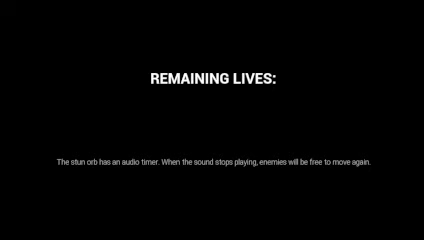 REMAINING LIVES:
The stun orb has an audio timer. When the sound stops playing, enemies will be free to move again.